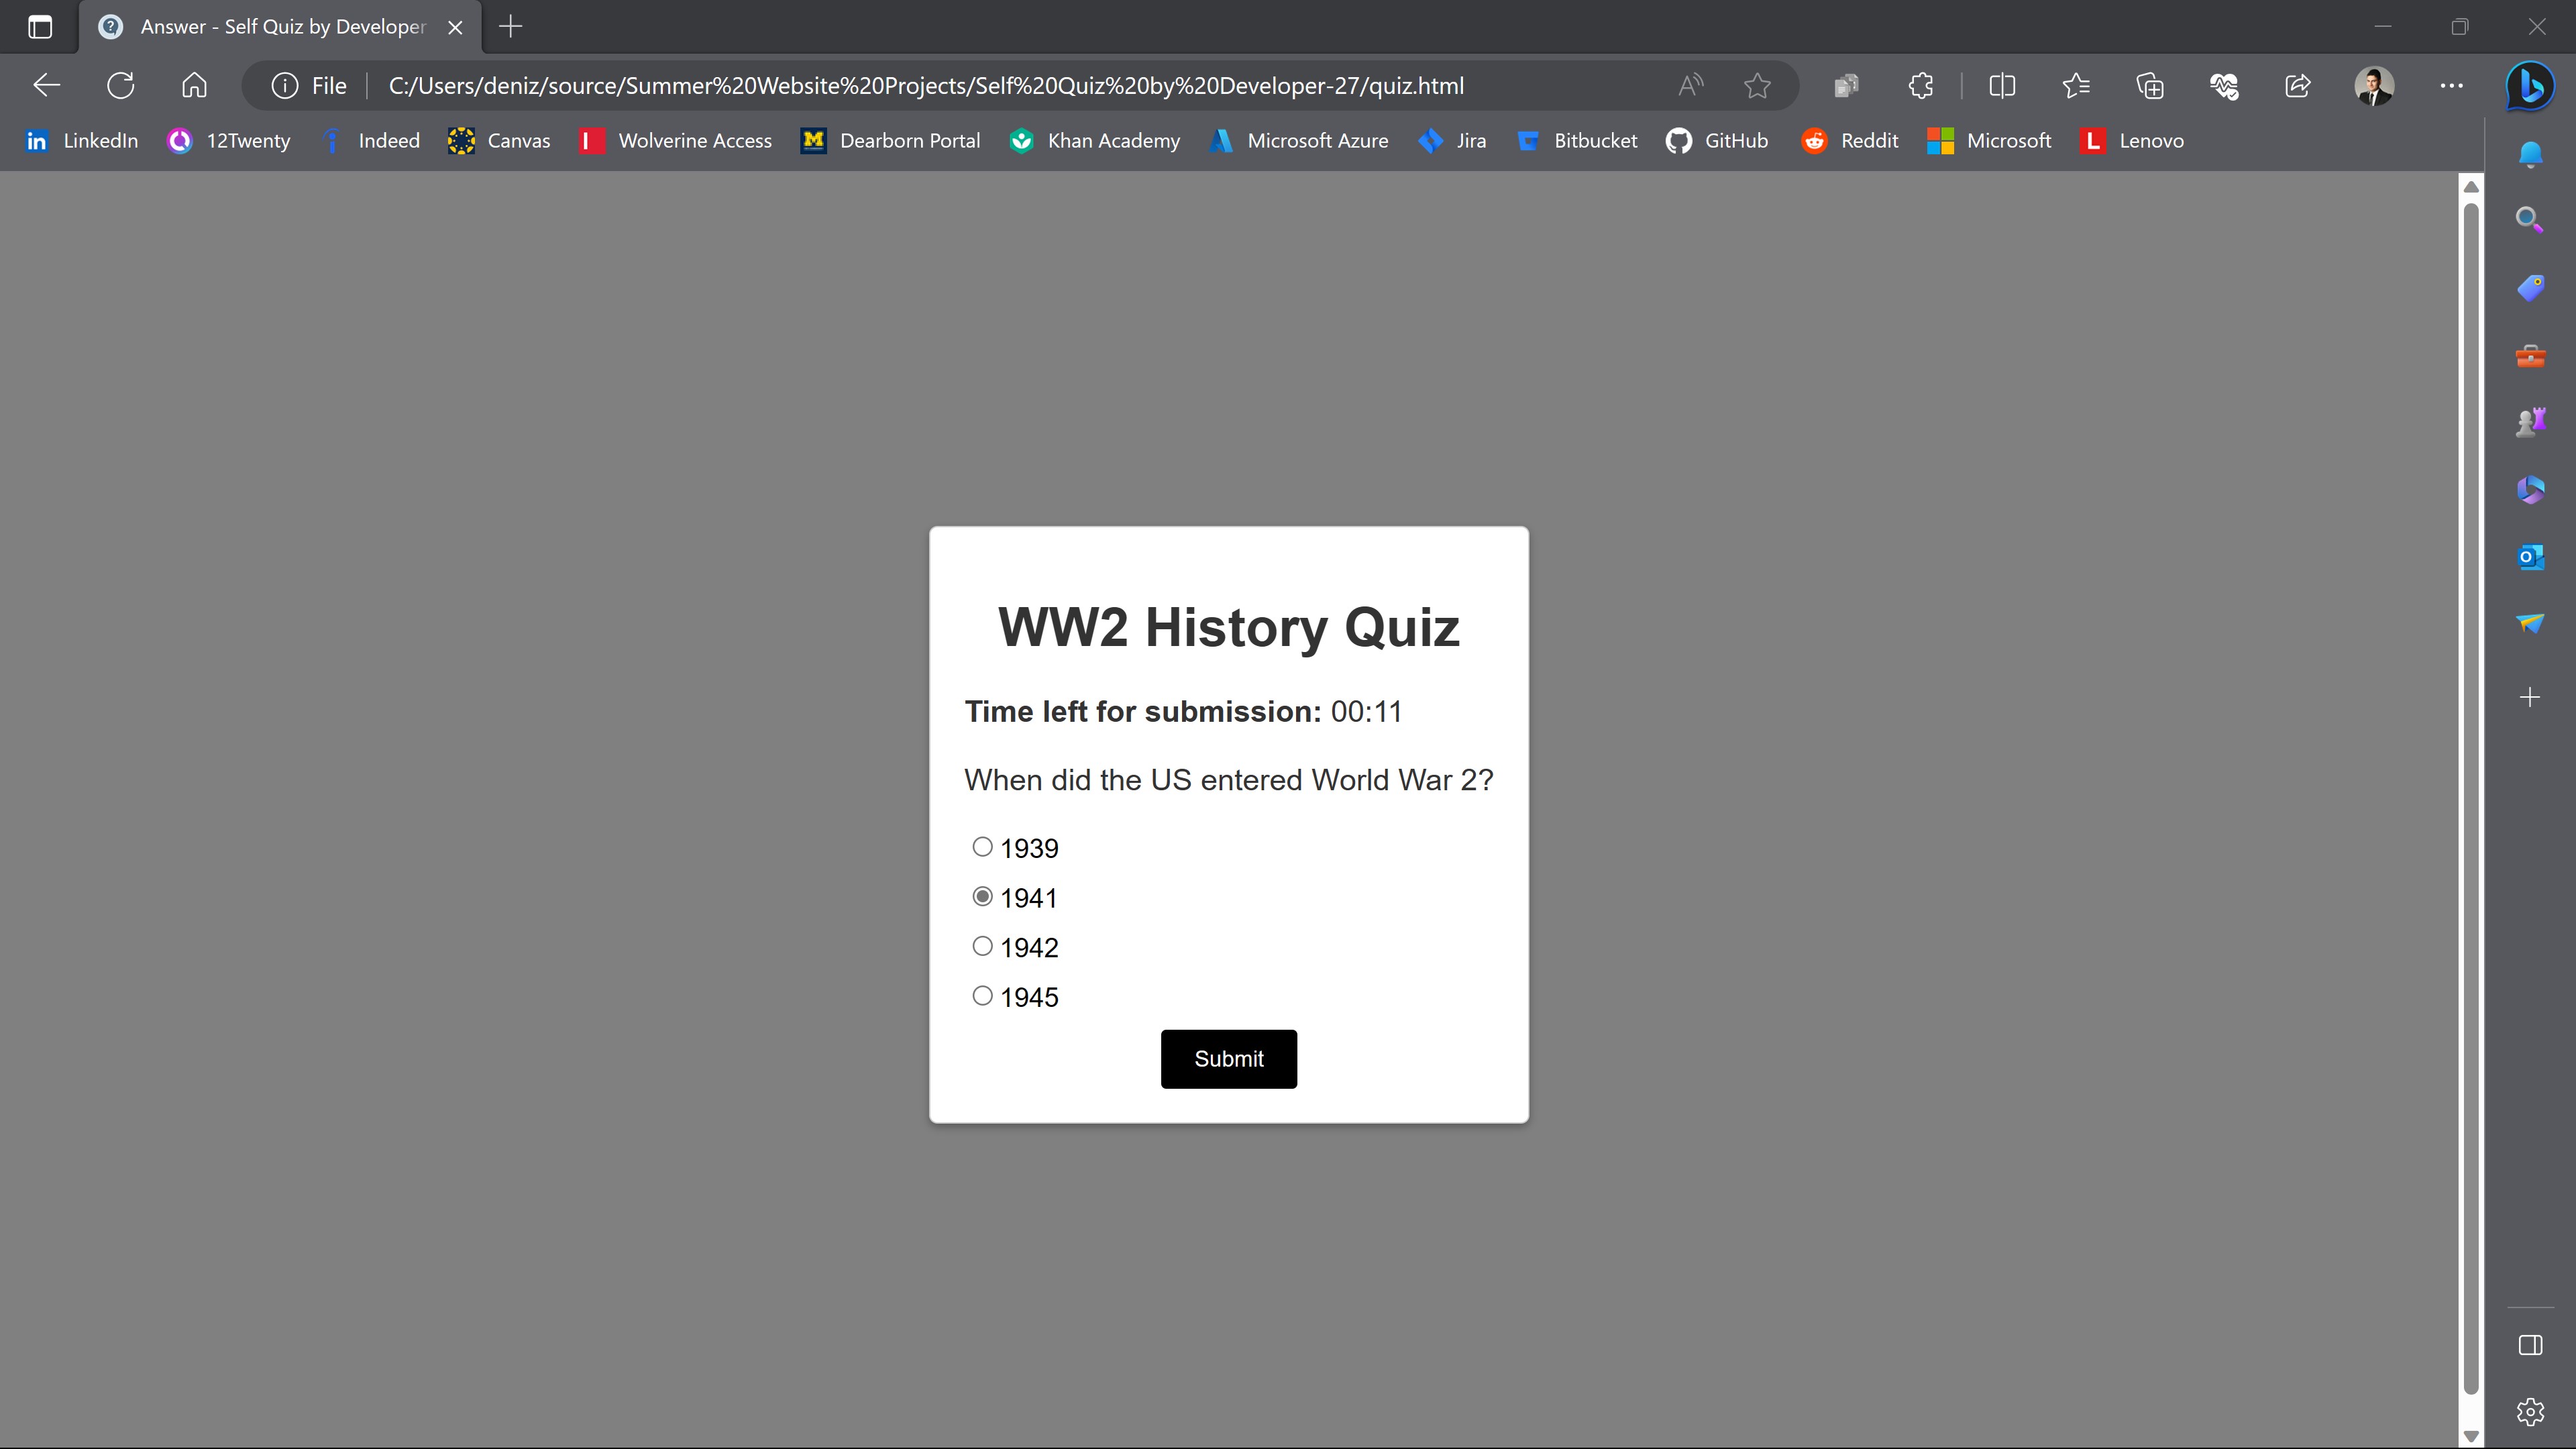 Answer - Self Quiz by Developer
File C:/Users/deniz/source/Summer%20Website%20Projects/Self%20Quiz%20by%20Developer-27/quiz.html
LinkedIn 12Twenty Indeed Canvas Wolverine Access Dearborn Portal Khan Academy Microsoft Azure Jira Bitbucket GitHub Reddit Microsoft Lenovo
WW2 History Quiz
Time left for submission: 00:11
When did the US entered World War 2?
1939
1941
1942
1945
Submit